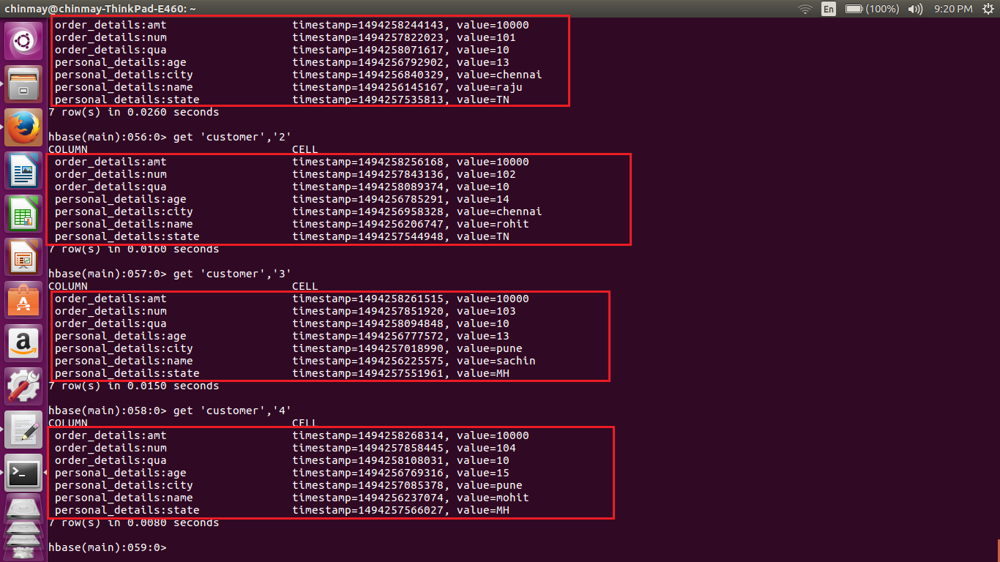 chinmay@chinmay-ThinkPad-E460: ~ En (100%) 9:20 PM
order_details:amt timestamp=1494258244143, value=10000
order_details:num timestamp=1494257822023, value=101
order_details:qua timestamp=1494258071617, value=10
personal_details:age timestamp=1494256792902, value=13
personal_details:city timestamp=1494256840329, value=chennai
personal_details:name timestamp=1494256145167, value=raju
personal_details:state timestamp=1494257535813, value=TN
7 row(s) in 0.0260 seconds
hbase(main):056:0> get 'customer','2'
COLUMN CELL
order_details:amt timestamp=1494258256168, value=10000
order_details:num timestamp=1494257843136, value=102
order_details:qua timestamp=1494258089374, value=10
personal_details:age timestamp=1494256785291, value=14
personal_details:city timestamp=1494256958328, value=chennai
personal_details:name timestamp=1494256206747, value=rohit
personal_details:state timestamp=1494257544948, value=TN
7 row(s) in 0.0160 seconds
hbase(main):057:0> get 'customer','3'
COLUMN CELL
order_details:amt timestamp=1494258261515, value=10000
order_details:num timestamp=1494257851920, value=103
order_details:qua timestamp=1494258094848, value=10
personal_details:age timestamp=1494256777572, value=13
personal_details:city timestamp=1494257018990, value=pune
personal_details:name timestamp=1494256225575, value=sachin
personal_details:state timestamp=1494257551961, value=MH
7 row(s) in 0.0150 seconds
hbase(main):058:0> get 'customer','4'
COLUMN CELL
order_details:amt timestamp=1494258268314, value=10000
order_details:num timestamp=1494257858445, value=104
order_details:qua timestamp=1494258108031, value=10
personal_details:age timestamp=1494256769316, value=15
personal_details:city timestamp=1494257085378, value=pune
personal_details:name timestamp=1494256237074, value=mohit
personal_details:state timestamp=1494257566027, value=MH
7 row(s) in 0.0080 seconds
hbase(main):059:0>